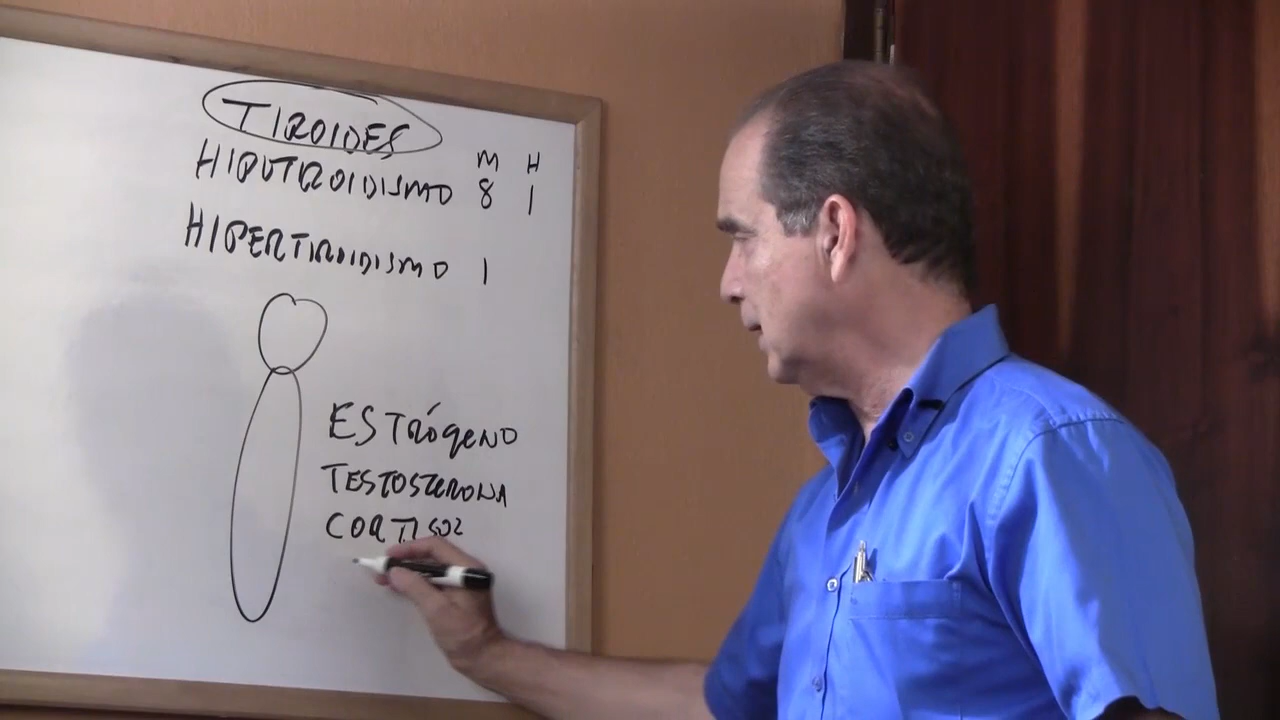 TIROIDES
M H
HIPOTIROIDISMO 8 1
HIPERTIROIDISMO 1
ESTRÓgENO
TESTOSTERONA
CORTISOL